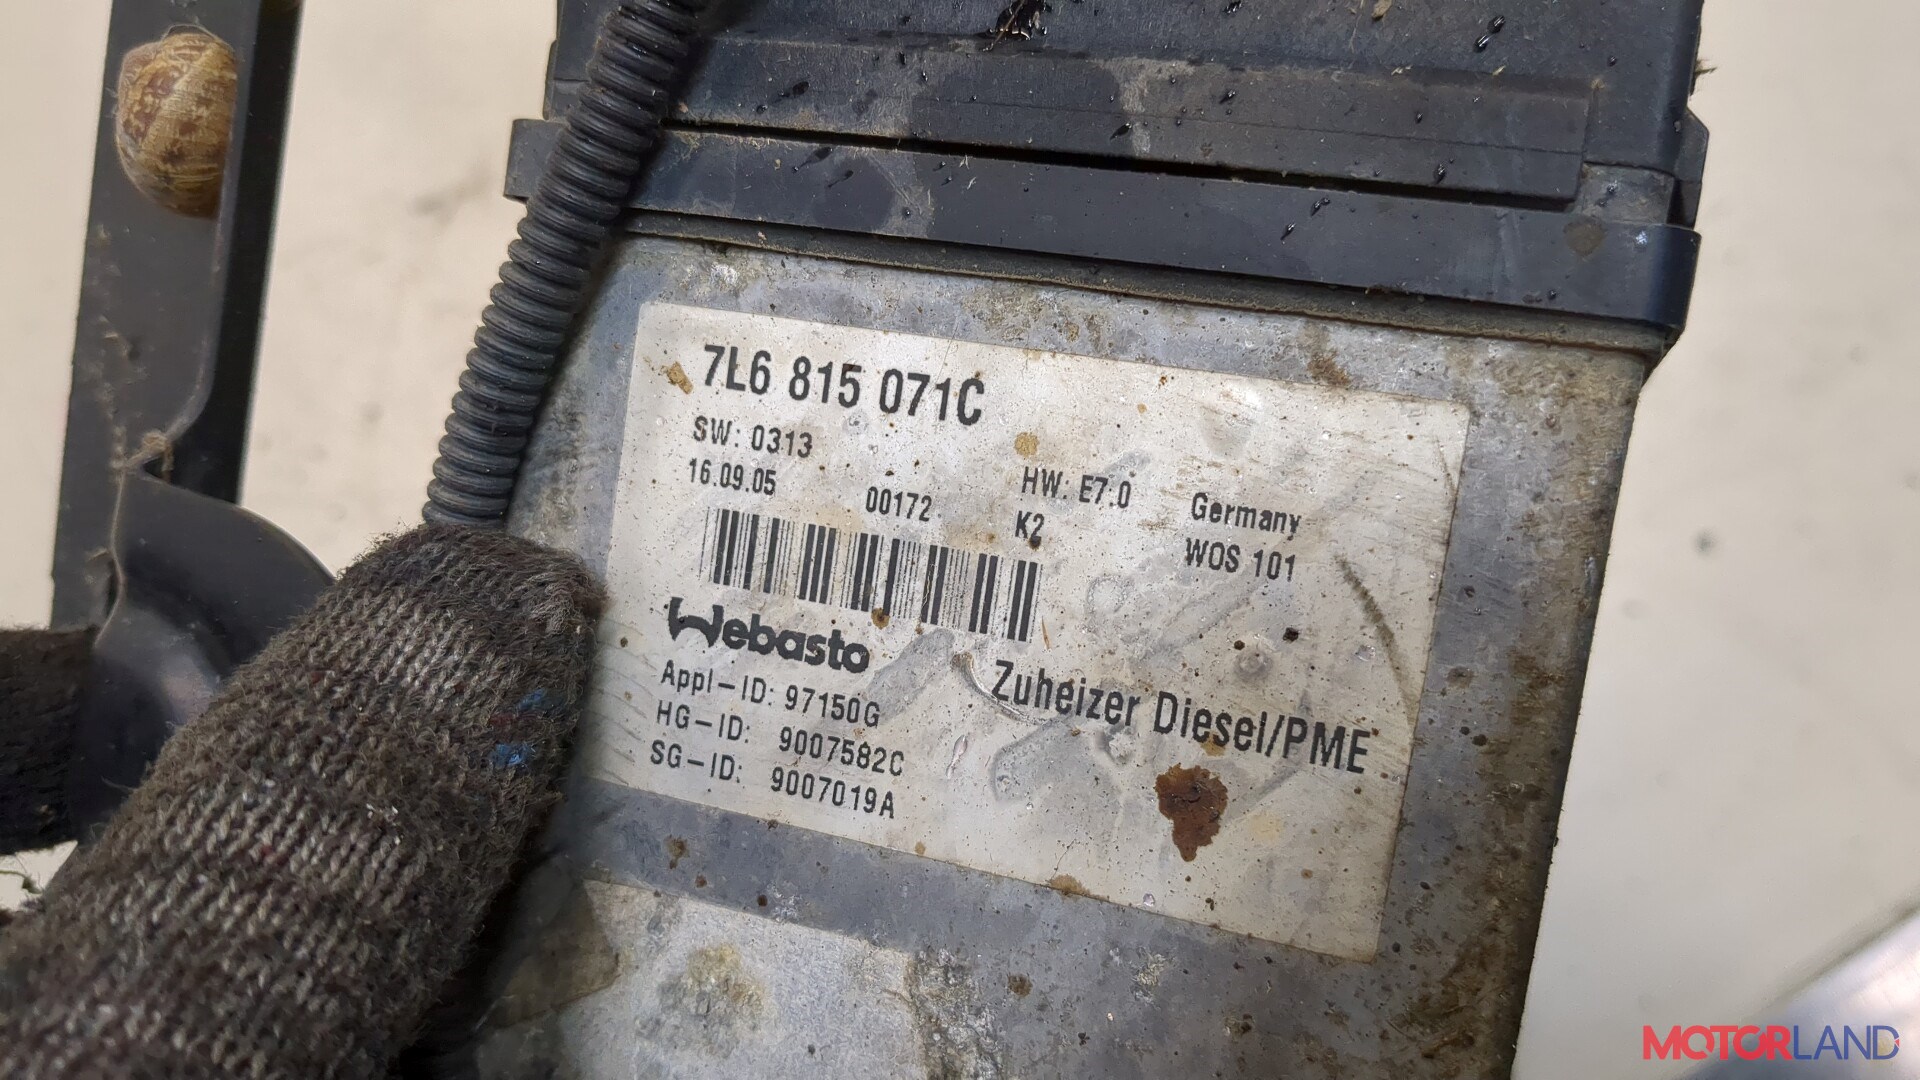 7L6 815 071C
SW: 0313
HW: E7.0
Germany
16.09.05
00172
K2
WOS 101
Webasto
Zuheizer Diesel/PME
Appl-ID: 97150G
HG-ID: 9007582C
SG-ID: 9007019A
MOTORLAND